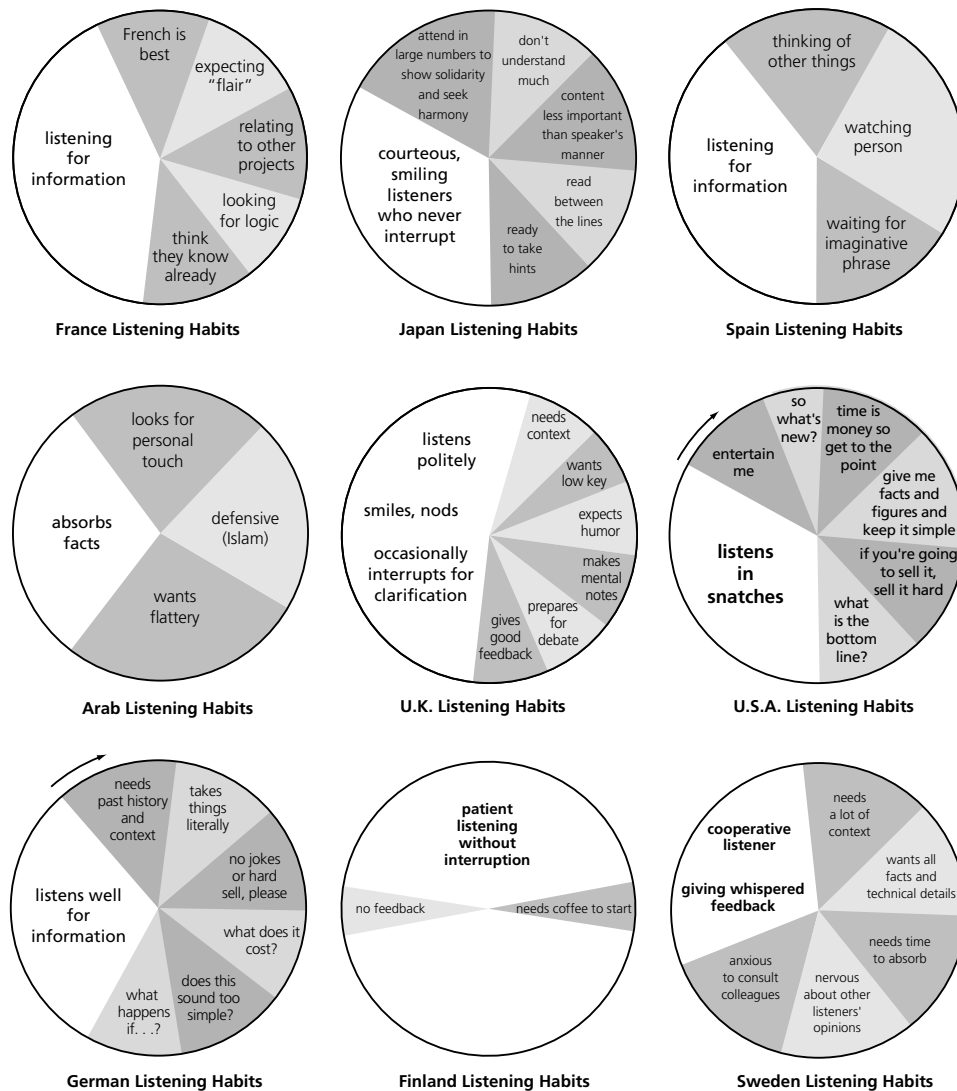 French is
best
expecting
“flair”
relating
to other
projects
looking
for logic
think
they know
already
listening
for
information
France Listening Habits
attend in
large numbers to
show solidarity
and seek
harmony
don't
understand
much
content
less important
than speaker's
manner
read
between
the lines
ready
to take
hints
courteous,
smiling
listeners
who never
interrupt
Japan Listening Habits
thinking of
other things
watching
person
waiting for
imaginative
phrase
listening
for
information
Spain Listening Habits
looks for
personal
touch
defensive
(Islam)
wants
flattery
absorbs
facts
Arab Listening Habits
listens
politely
smiles, nods
occasionally
interrupts for
clarification
needs
context
wants
low key
expects
humor
makes
mental
notes
prepares
for
debate
gives
good
feedback
U.K. Listening Habits
entertain
me
so
what's
new?
time is
money so
get to the
point
give me
facts and
figures and
keep it simple
if you're going
to sell it,
sell it hard
what
is the
bottom
line?
listens
in
snatches
U.S.A. Listening Habits
needs
past history
and
context
takes
things
literally
no jokes
or hard
sell, please
what does it
cost?
does this
sound too
simple?
what
happens
if. . .?
listens well
for
information
German Listening Habits
patient
listening
without
interruption
no feedback
needs coffee to start
Finland Listening Habits
cooperative
listener
giving whispered
feedback
needs
a lot of
context
wants all
facts and
technical details
needs time
to absorb
nervous
about other
listeners'
opinions
anxious
to consult
colleagues
Sweden Listening Habits